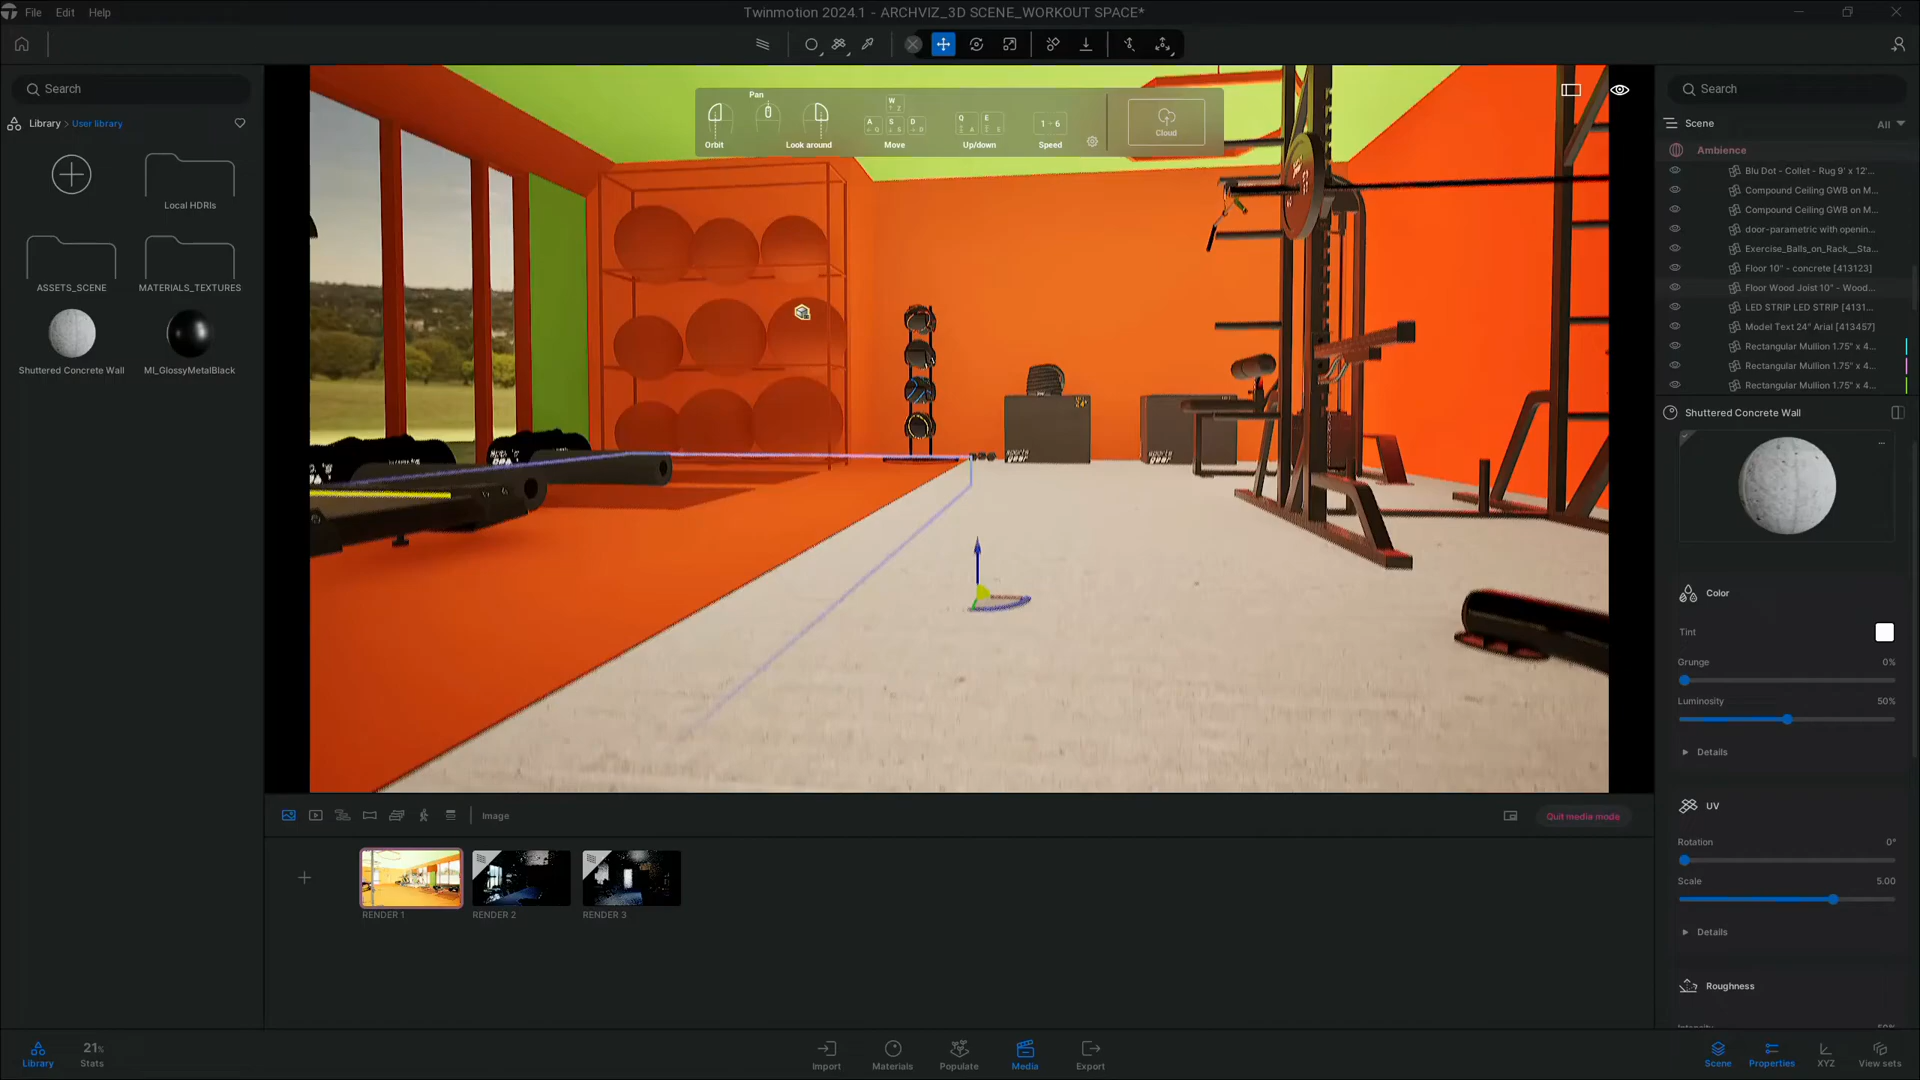 File Edit Help
Twinmotion 2024.1 - ARCHVIZ_3D SCENE_WORKOUT SPACE*
Search
Library > User library
Local HDRIs
ASSETS_SCENE
MATERIALS_TEXTURES
Shuttered Concrete Wall
MI_GlossyMetalBlack
Pan
Orbit
Look around
W
A S D
Move
Q E
Up/down
1 - 6
Speed
Cloud
Search
Scene
All
Ambience
Blu Dot - Collet - Rug 9' x 12'...
Compound Ceiling GWB on M...
Compound Ceiling GWB on M...
door-parametric with openin...
Exercise_Balls_on_Rack__Sta...
Floor 10" - concrete [413123]
Floor Wood Joist 10" - Wood...
LED STRIP LED STRIP [4131...
Model Text 24" Arial [413457]
Rectangular Mullion 1.75" x 4...
Rectangular Mullion 1.75" x 4...
Rectangular Mullion 1.75" x 4...
Shuttered Concrete Wall
...
Color
Tint
Grunge 0%
Luminosity 50%
Details
UV
Rotation 0°
Scale 5.00
Details
Roughness
Image
Quit media mode
RENDER 1
RENDER 2
RENDER 3
Library
21%
Stats
Import
Materials
Populate
Media
Export
Scene
Properties
XYZ
View sets